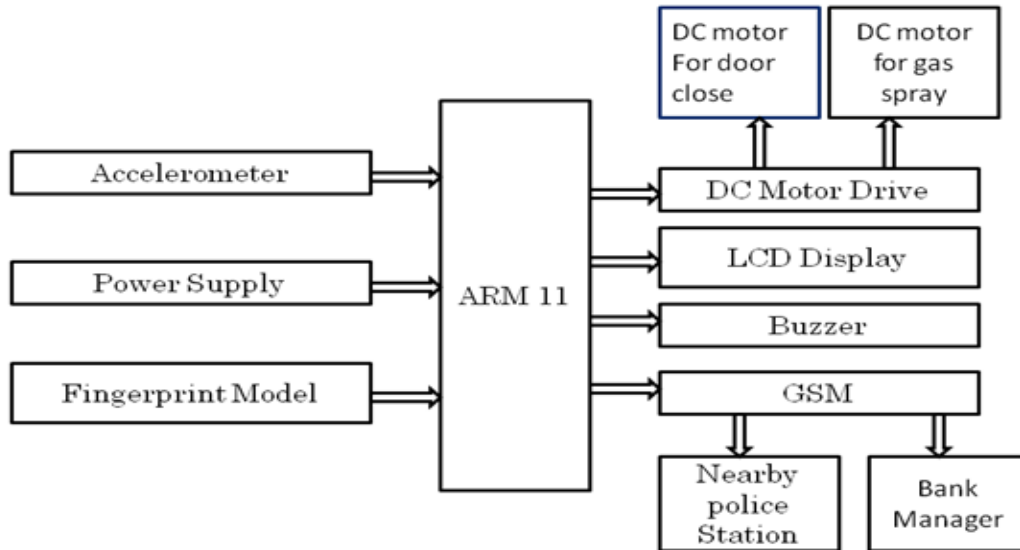 DC motor
For door
close
DC motor
for gas
spray
Accelerometer
DC Motor Drive
Power Supply
ARM 11
LCD Display
Buzzer
Fingerprint Model
GSM
Nearby
police
Station
Bank
Manager